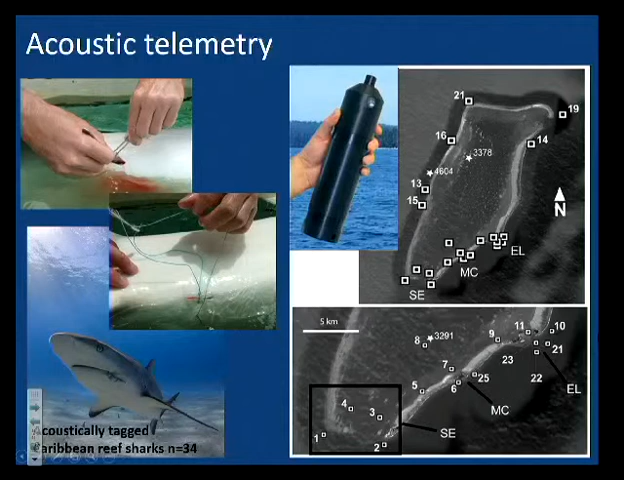 Acoustic telemetry
21
19
16
14
3378
4604
13
15
N
EL
MC
SE
5 km
3291
8
9
11
10
21
23
7
25
22
5
6
EL
4
3
MC
SE
1
2
Acoustically tagged
Caribbean reef sharks n=34